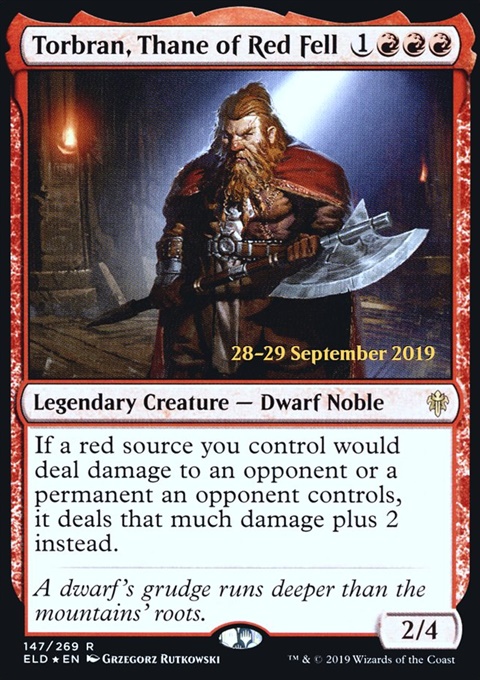 Torbran, Thane of Red Fell 1
28–29 September 2019
Legendary Creature — Dwarf Noble
If a red source you control would
deal damage to an opponent or a
permanent an opponent controls,
it deals that much damage plus 2
instead.
A dwarf's grudge runs deeper than the
mountains' roots.
2/4
147/269 R
ELD ★ EN Grzegorz Rutkowski
™ & © 2019 Wizards of the Coast